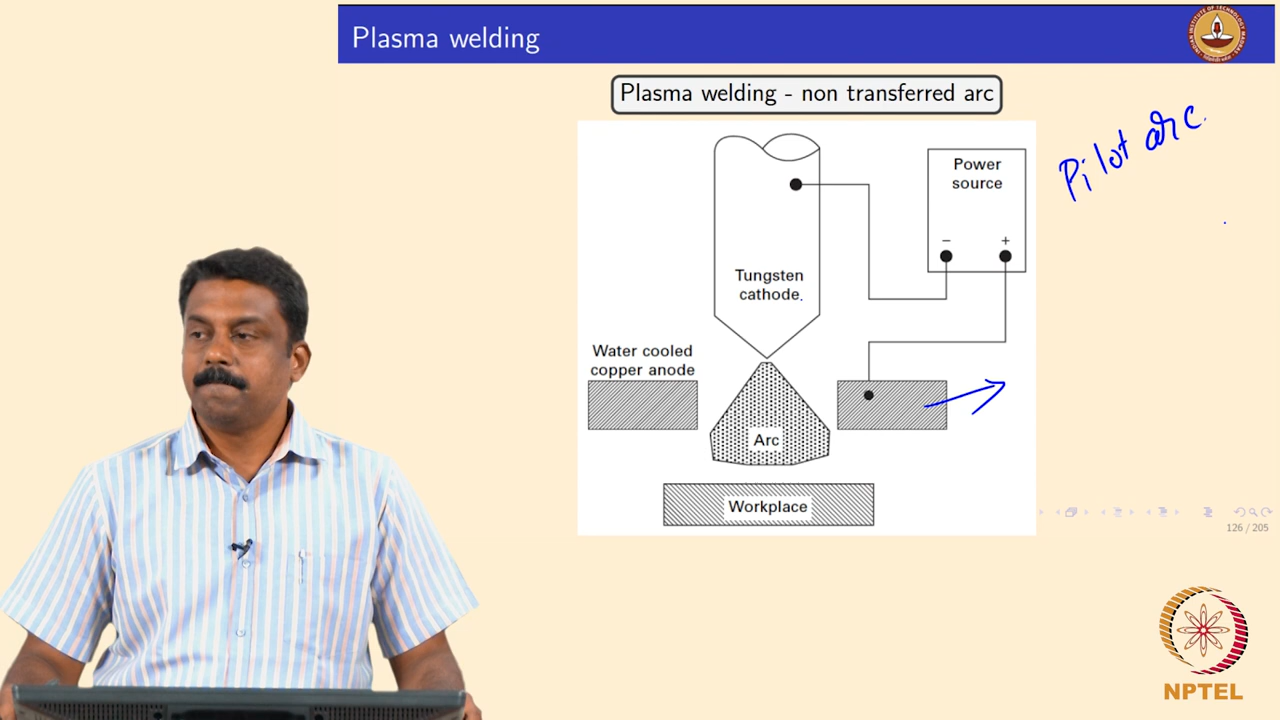 Plasma welding
Plasma welding - non transferred arc
Pilot arc.
Power
source
− +
Tungsten
cathode.
Water cooled
copper anode
Arc
Workplace
126 / 205
NPTEL